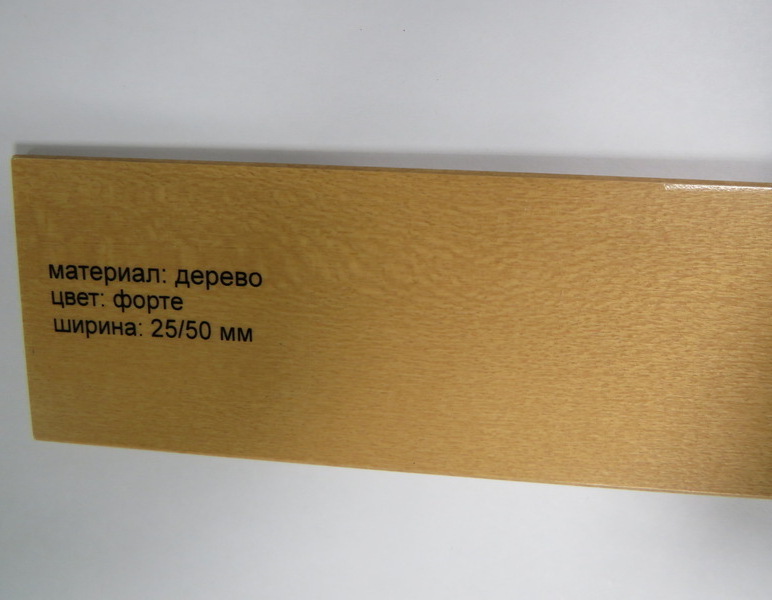 материал: дерево
цвет: форте
ширина: 25/50 мм